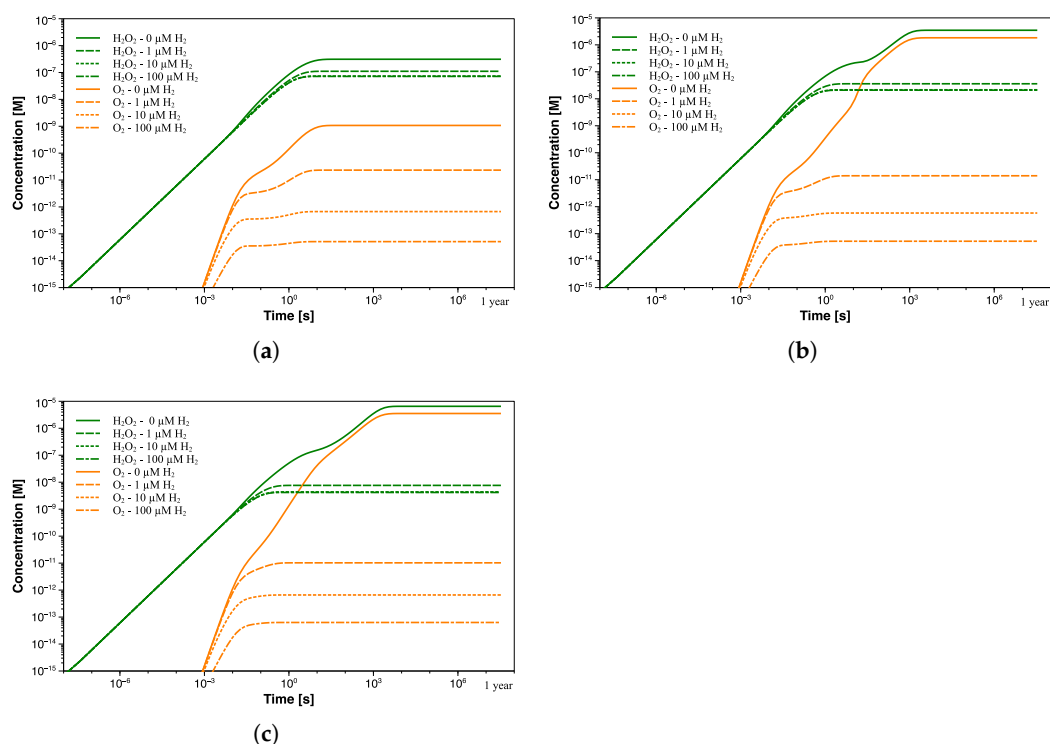 10⁻⁵
10⁻⁶
10⁻⁷
10⁻⁸
10⁻⁹
10⁻¹⁰
10⁻¹¹
10⁻¹²
10⁻¹³
10⁻¹⁴
10⁻¹⁵
Concentration [M]
H₂O₂ - 0 µM H₂
H₂O₂ - 1 µM H₂
H₂O₂ - 10 µM H₂
H₂O₂ - 100 µM H₂
O₂ - 0 µM H₂
O₂ - 1 µM H₂
O₂ - 10 µM H₂
O₂ - 100 µM H₂
10⁻⁶ 10⁻³ 10⁰ 10³ 10⁶ 1 year
Time [s]
(a)
10⁻⁵
10⁻⁶
10⁻⁷
10⁻⁸
10⁻⁹
10⁻¹⁰
10⁻¹¹
10⁻¹²
10⁻¹³
10⁻¹⁴
10⁻¹⁵
Concentration [M]
H₂O₂ - 0 µM H₂
H₂O₂ - 1 µM H₂
H₂O₂ - 10 µM H₂
H₂O₂ - 100 µM H₂
O₂ - 0 µM H₂
O₂ - 1 µM H₂
O₂ - 10 µM H₂
O₂ - 100 µM H₂
10⁻⁶ 10⁻³ 10⁰ 10³ 10⁶ 1 year
Time [s]
(b)
10⁻⁵
10⁻⁶
10⁻⁷
10⁻⁸
10⁻⁹
10⁻¹⁰
10⁻¹¹
10⁻¹²
10⁻¹³
10⁻¹⁴
10⁻¹⁵
Concentration [M]
H₂O₂ - 0 µM H₂
H₂O₂ - 1 µM H₂
H₂O₂ - 10 µM H₂
H₂O₂ - 100 µM H₂
O₂ - 0 µM H₂
O₂ - 1 µM H₂
O₂ - 10 µM H₂
O₂ - 100 µM H₂
10⁻⁶ 10⁻³ 10⁰ 10³ 10⁶ 1 year
Time [s]
(c)